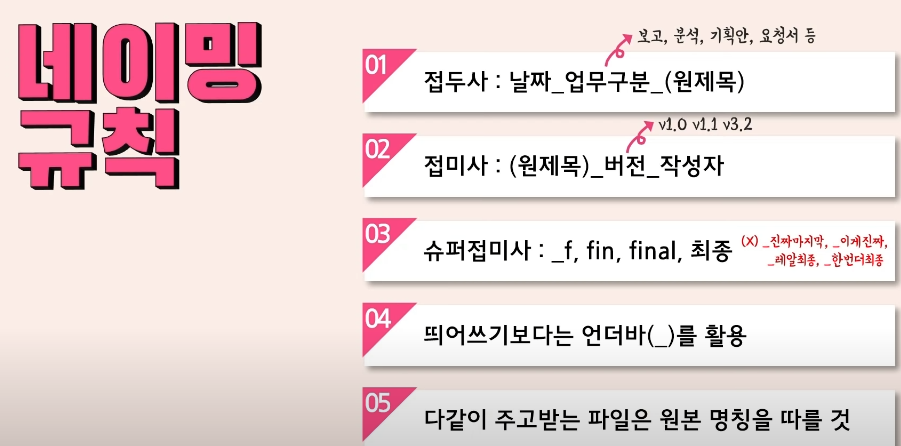 네이밍
규칙
보고, 분석, 기획안, 요청서 등
01
접두사 : 날짜_업무구분_(원제목)
v1.0 v1.1 v3.2
02
접미사 : (원제목)_버전_작성자
03
슈퍼접미사 : _f, fin, final, 최종
(X) _진짜마지막, _이게진짜,
_레알최종, _한번더최종
04
띄어쓰기보다는 언더바(_)를 활용
05
다같이 주고받는 파일은 원본 명칭을 따를 것